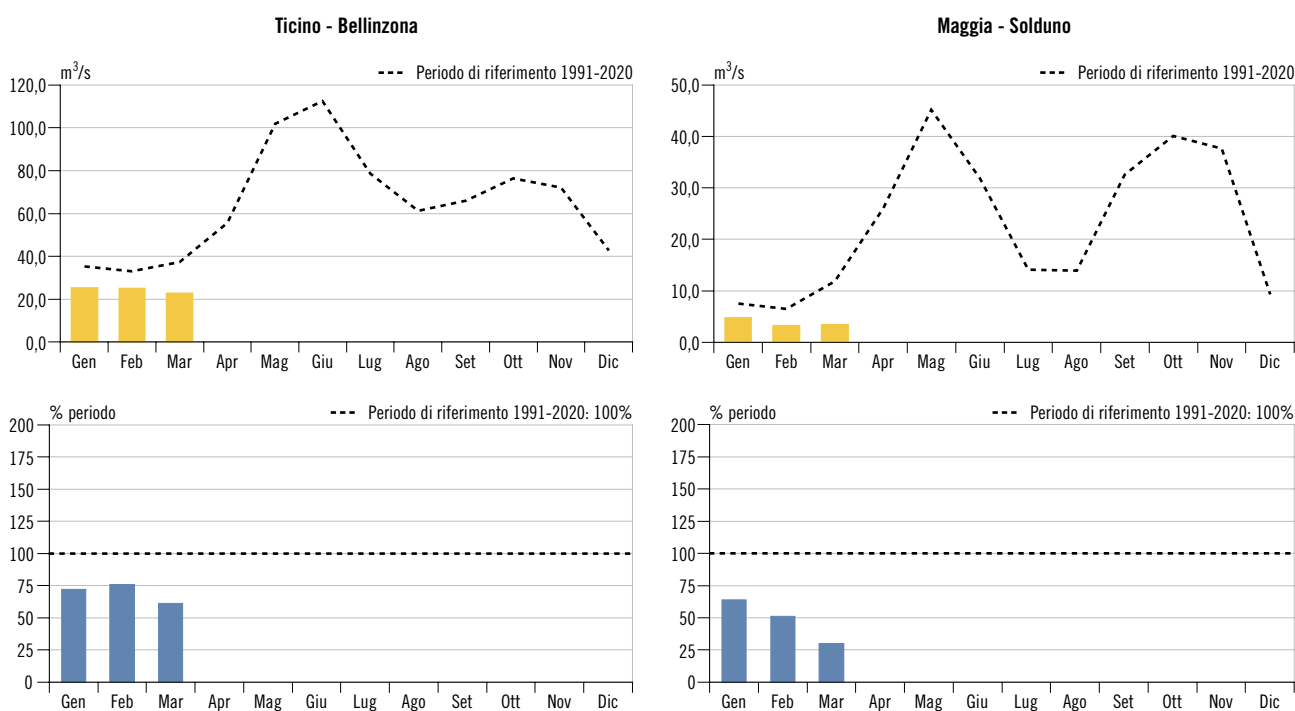 Ticino - Bellinzona
m³/s
Periodo di riferimento 1991-2020
120,0
100,0
80,0
60,0
40,0
20,0
0,0
Gen Feb Mar Apr Mag Giu Lug Ago Set Ott Nov Dic
Maggia - Solduno
m³/s
Periodo di riferimento 1991-2020
50,0
40,0
30,0
20,0
10,0
0,0
Gen Feb Mar Apr Mag Giu Lug Ago Set Ott Nov Dic
% periodo
Periodo di riferimento 1991-2020: 100%
200
175
150
125
100
75
50
25
0
Gen Feb Mar Apr Mag Giu Lug Ago Set Ott Nov Dic
% periodo
Periodo di riferimento 1991-2020: 100%
200
175
150
125
100
75
50
25
0
Gen Feb Mar Apr Mag Giu Lug Ago Set Ott Nov Dic